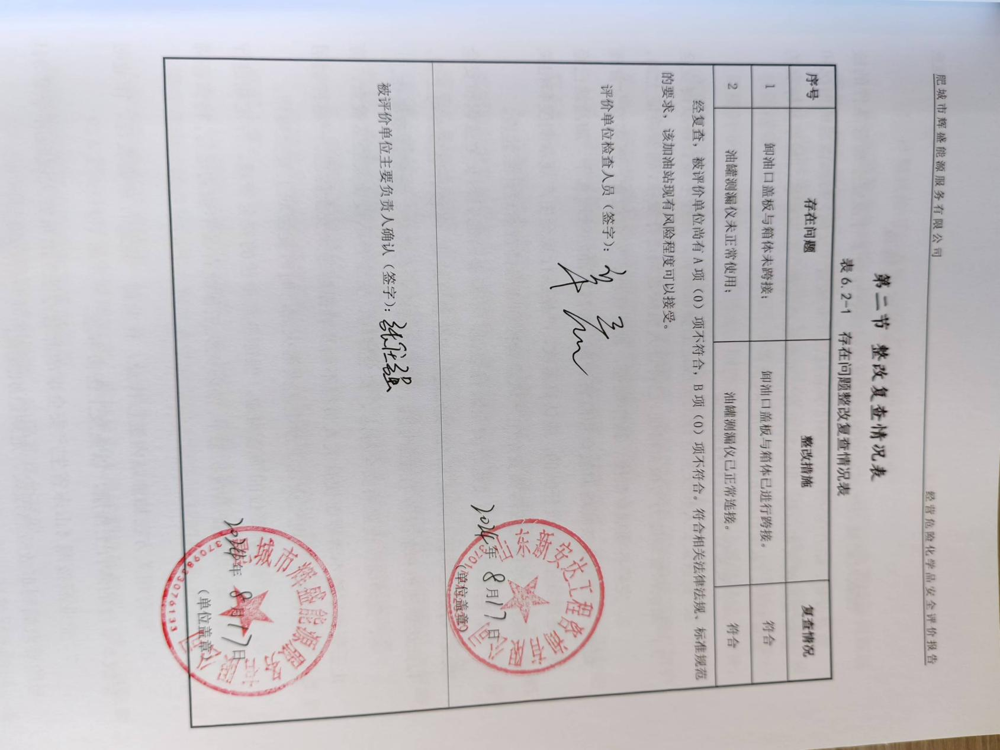 肥城市辉盛能源服务有限公司 经营危险化学品安全评价报告
第二节 整改复查情况表
表 6.2-1 存在问题整改复查情况表
序号 存在问题 整改措施 复查情况
1 卸油口盖板与箱体未跨接； 卸油口盖板与箱体已进行跨接。 符合
2 油罐测漏仪未正常使用； 油罐测漏仪已正常连接。 符合
经复查，被评价单位尚有 A 项（0）项不符合，B 项（0）项不符合。符合相关法律法规、标准规范
的要求，该加油站现有风险程度可以接受。
评价单位检查人员（签字）：
山东新安达工程咨询有限公司
2024年 8月17日
（单位盖章）
被评价单位主要负责人确认（签字）：张仕强
肥城市辉盛能源服务有限公司
2024年 8月17日
（单位盖章）
3709833076133